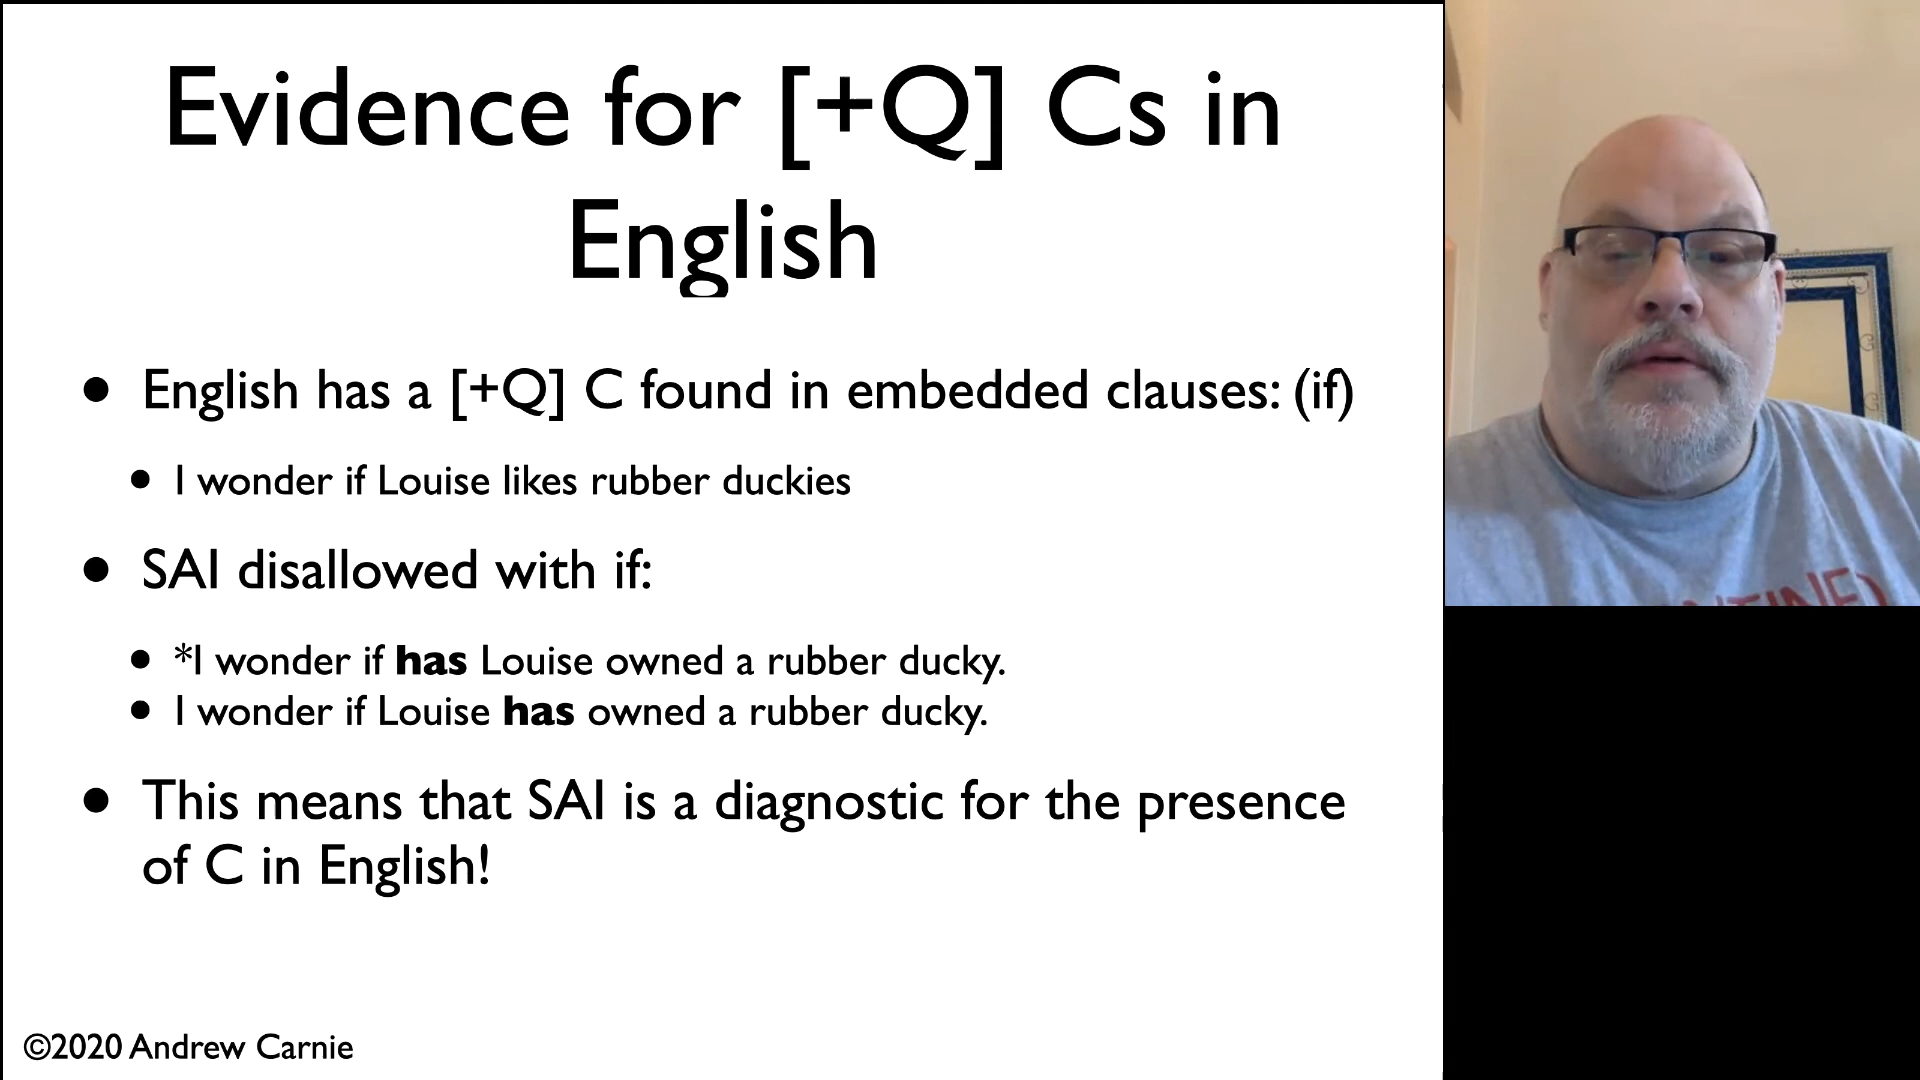 Evidence for [+Q] Cs in
English
• English has a [+Q] C found in embedded clauses: (if)
• I wonder if Louise likes rubber duckies
• SAI disallowed with if:
• *I wonder if has Louise owned a rubber ducky.
• I wonder if Louise has owned a rubber ducky.
• This means that SAI is a diagnostic for the presence
of C in English!
©2020 Andrew Carnie